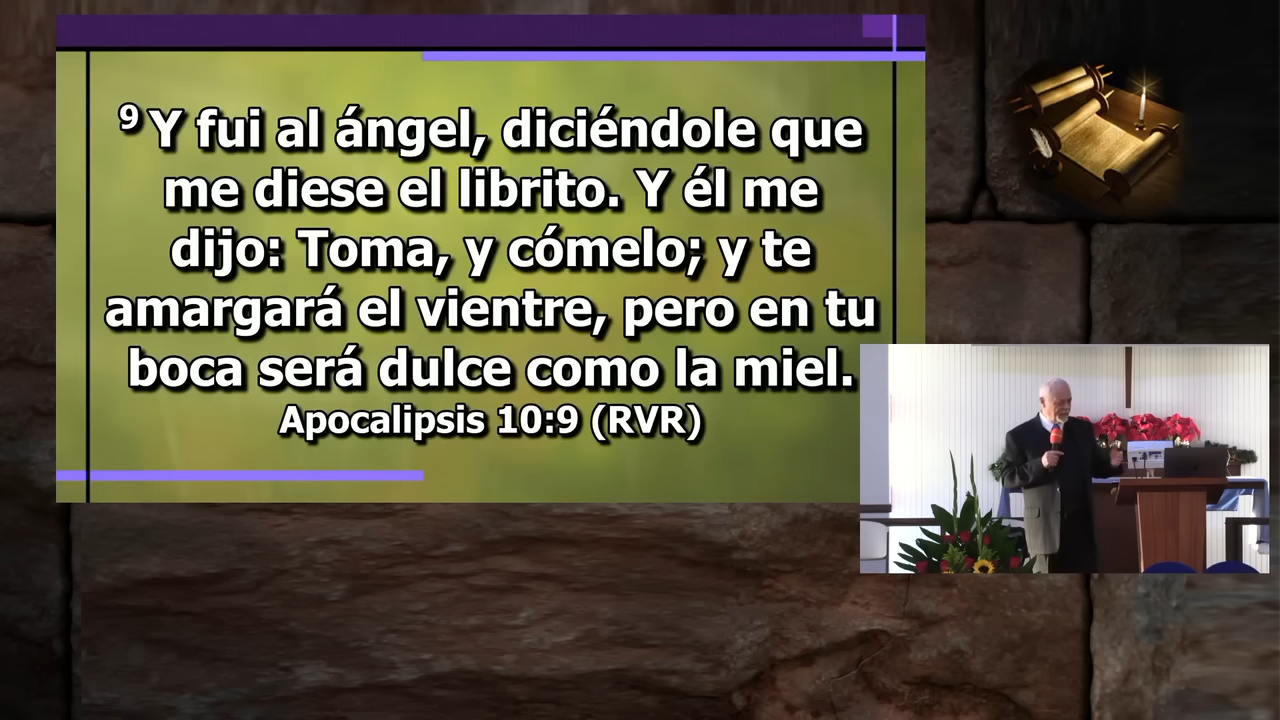 9 Y fui al ángel, diciéndole que
me diese el librito. Y él me
dijo: Toma, y cómelo; y te
amargará el vientre, pero en tu
boca será dulce como la miel.
Apocalipsis 10:9 (RVR)